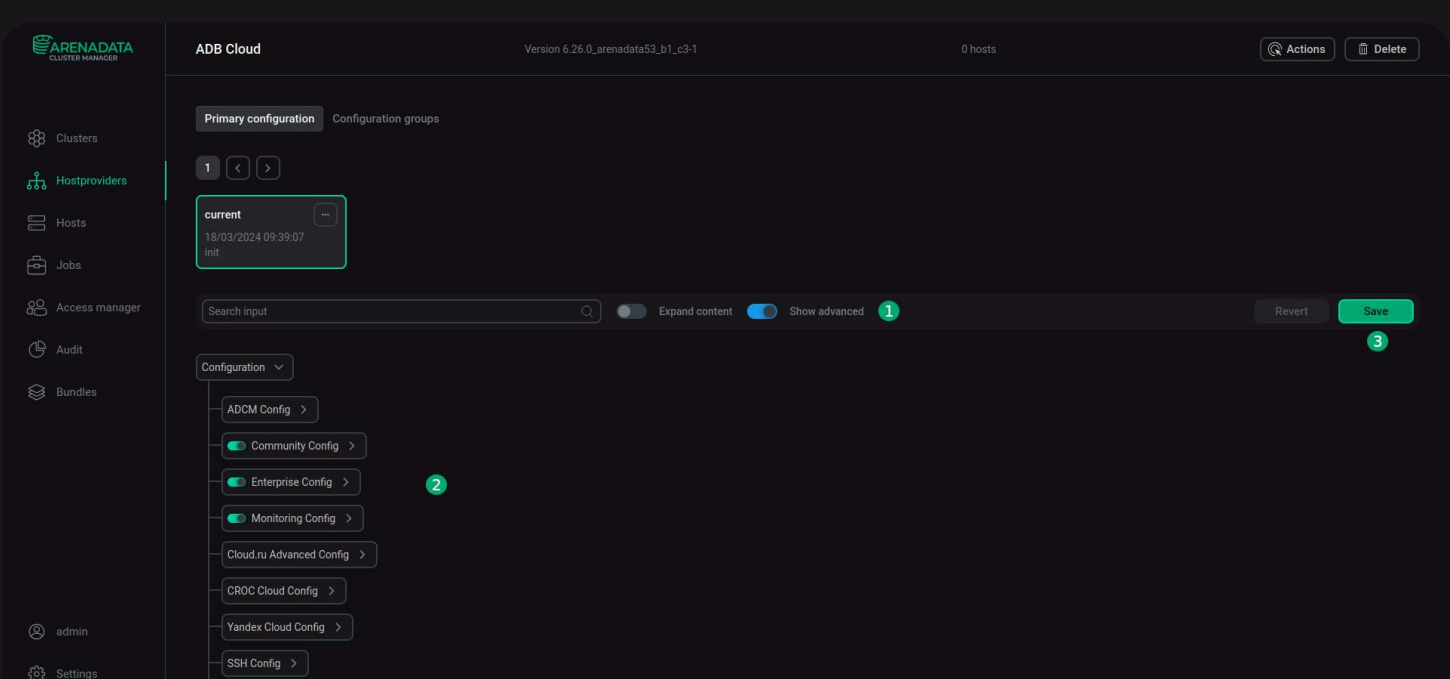 ARENADATA
CLUSTER MANAGER
ADB Cloud
Version 6.26.0_arenadata53_b1_c3-1
0 hosts
Actions
Delete
Clusters
Hostproviders
Hosts
Jobs
Access manager
Audit
Bundles
admin
Settings
Primary configuration
Configuration groups
1
current
18/03/2024 09:39:07
init
Search input
Expand content
Show advanced
1
Revert
Save
3
Configuration
ADCM Config
Community Config
Enterprise Config
2
Monitoring Config
Cloud.ru Advanced Config
CROC Cloud Config
Yandex Cloud Config
SSH Config